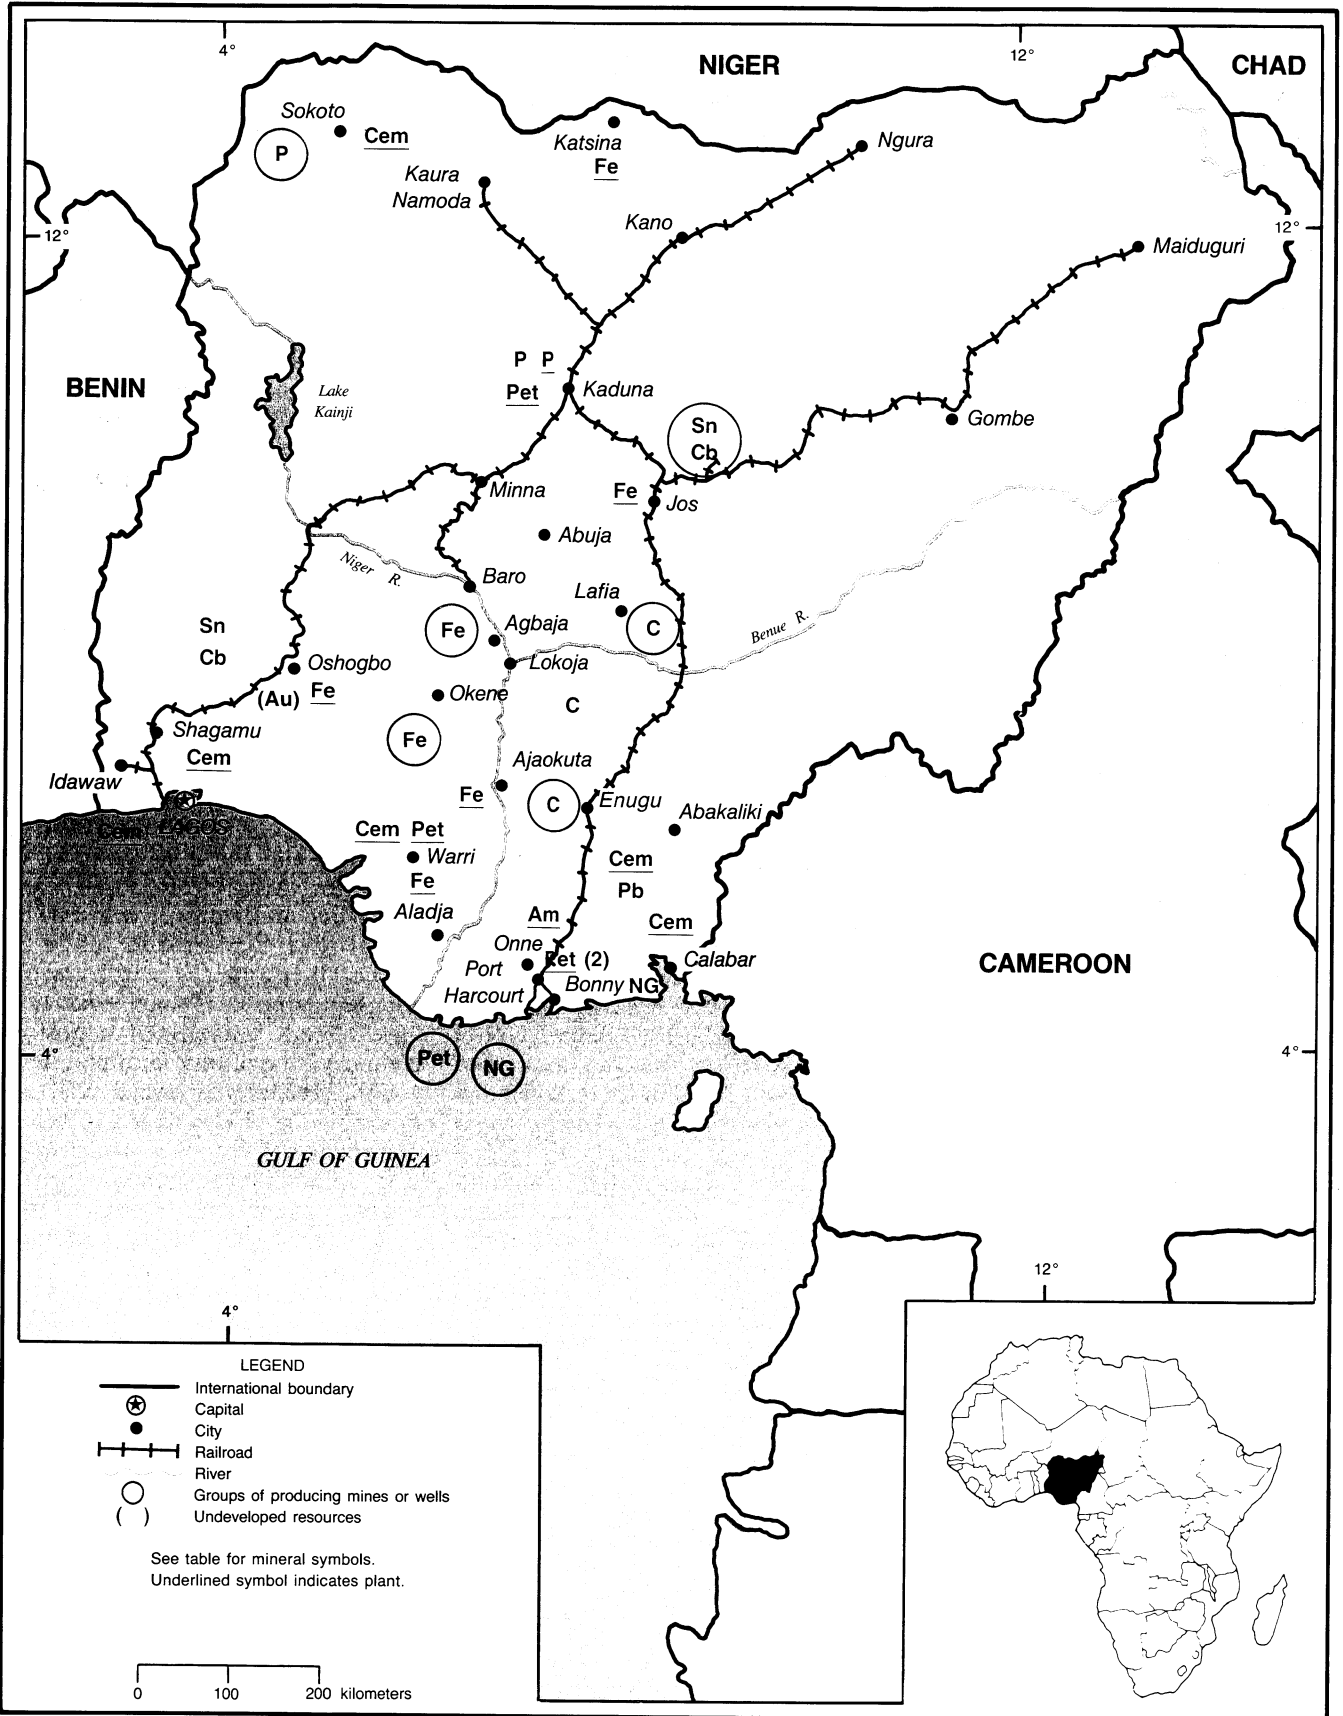 4°
12°
NIGER
CHAD
Sokoto
Cem
P
Katsina
Fe
Ngura
Kaura
Namoda
Kano
12°
12°
Maiduguri
BENIN
Lake
Kainji
P P
Pet
Kaduna
Sn
Cb
Gombe
Minna
Fe
Jos
Abuja
Niger R.
Baro
Lafia
Fe
Agbaja
C
Benue R.
Sn
Cb
Oshogbo
Lokoja
(Au) Fe
Okene
C
Shagamu
Cem
Fe
Idawaw
Ajaokuta
Fe
C
Enugu
Abakaliki
Cem LAGOS
Cem Pet
Warri
Fe
Cem
Pb
Aladja
Am
Cem
Onne
Pet (2)
Calabar
Port
Harcourt
Bonny NG
CAMEROON
4°
4°
Pet
NG
GULF OF GUINEA
12°
4°
LEGEND
International boundary
Capital
City
Railroad
River
Groups of producing mines or wells
( ) Undeveloped resources
See table for mineral symbols.
Underlined symbol indicates plant.
0 100 200 kilometers